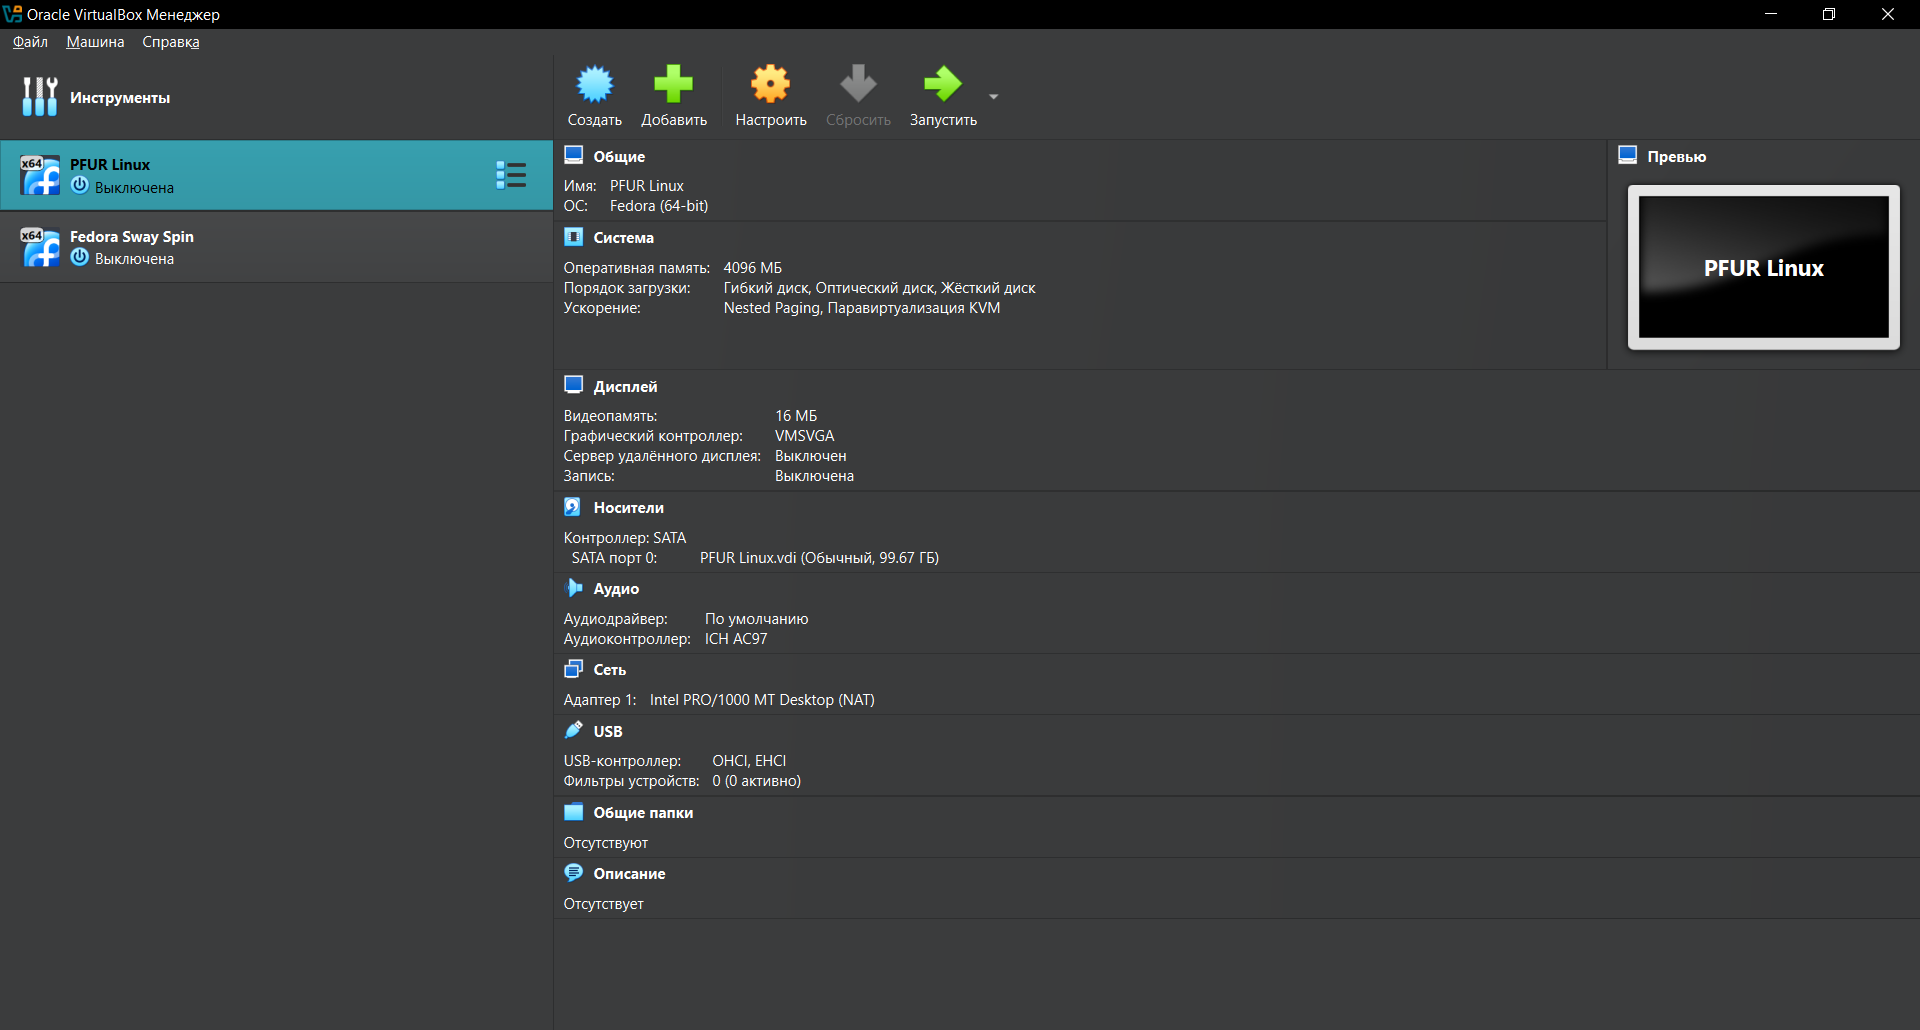 Oracle VirtualBox Менеджер
Файл Машина Справка
Инструменты
x64 PFUR Linux
Выключена
x64 Fedora Sway Spin
Выключена
Создать Добавить Настроить Сбросить Запустить
Общие
Имя: PFUR Linux
ОС: Fedora (64-bit)
Система
Оперативная память: 4096 МБ
Порядок загрузки: Гибкий диск, Оптический диск, Жёсткий диск
Ускорение: Nested Paging, Паравиртуализация KVM
Превью
PFUR Linux
Дисплей
Видеопамять: 16 МБ
Графический контроллер: VMSVGA
Сервер удалённого дисплея: Выключен
Запись: Выключена
Носители
Контроллер: SATA
SATA порт 0: PFUR Linux.vdi (Обычный, 99.67 ГБ)
Аудио
Аудиодрайвер: По умолчанию
Аудиоконтроллер: ICH AC97
Сеть
Адаптер 1: Intel PRO/1000 MT Desktop (NAT)
USB
USB-контроллер: OHCI, EHCI
Фильтры устройств: 0 (0 активно)
Общие папки
Отсутствуют
Описание
Отсутствует